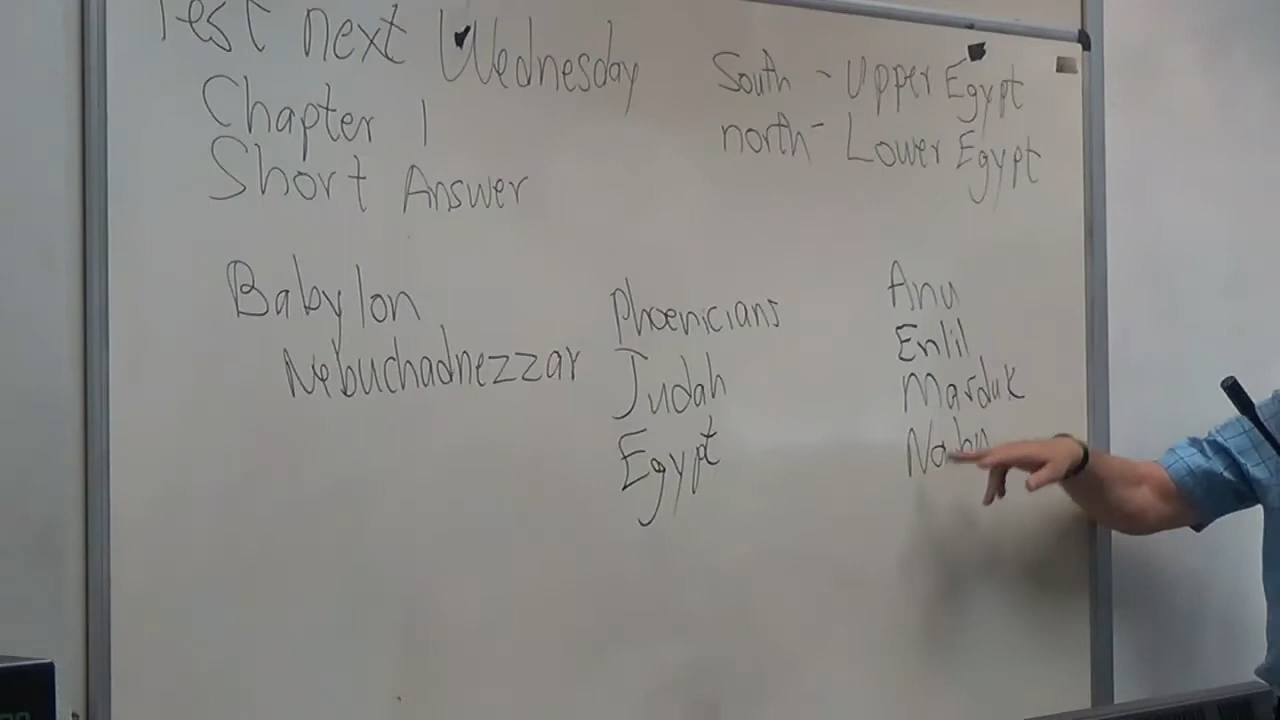 Test next Wednesday
Chapter 1
Short Answer
South - Upper Egypt
north - Lower Egypt
Babylon
Nebuchadnezzar
Phoenicians
Judah
Egypt
Anu
Enlil
Marduk
Nabu